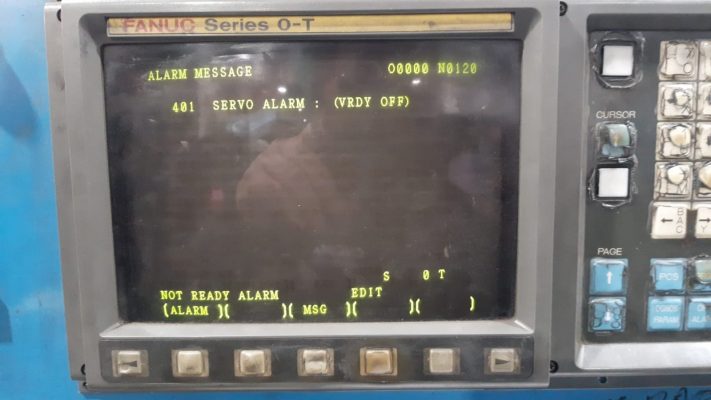 FANUC Series 0-T
ALARM MESSAGE O0000 N0120
401 SERVO ALARM : (VRDY OFF)
S 0 T
NOT READY ALARM EDIT
(ALARM )( )( MSG )( )( )
CURSOR
PAGE
POS